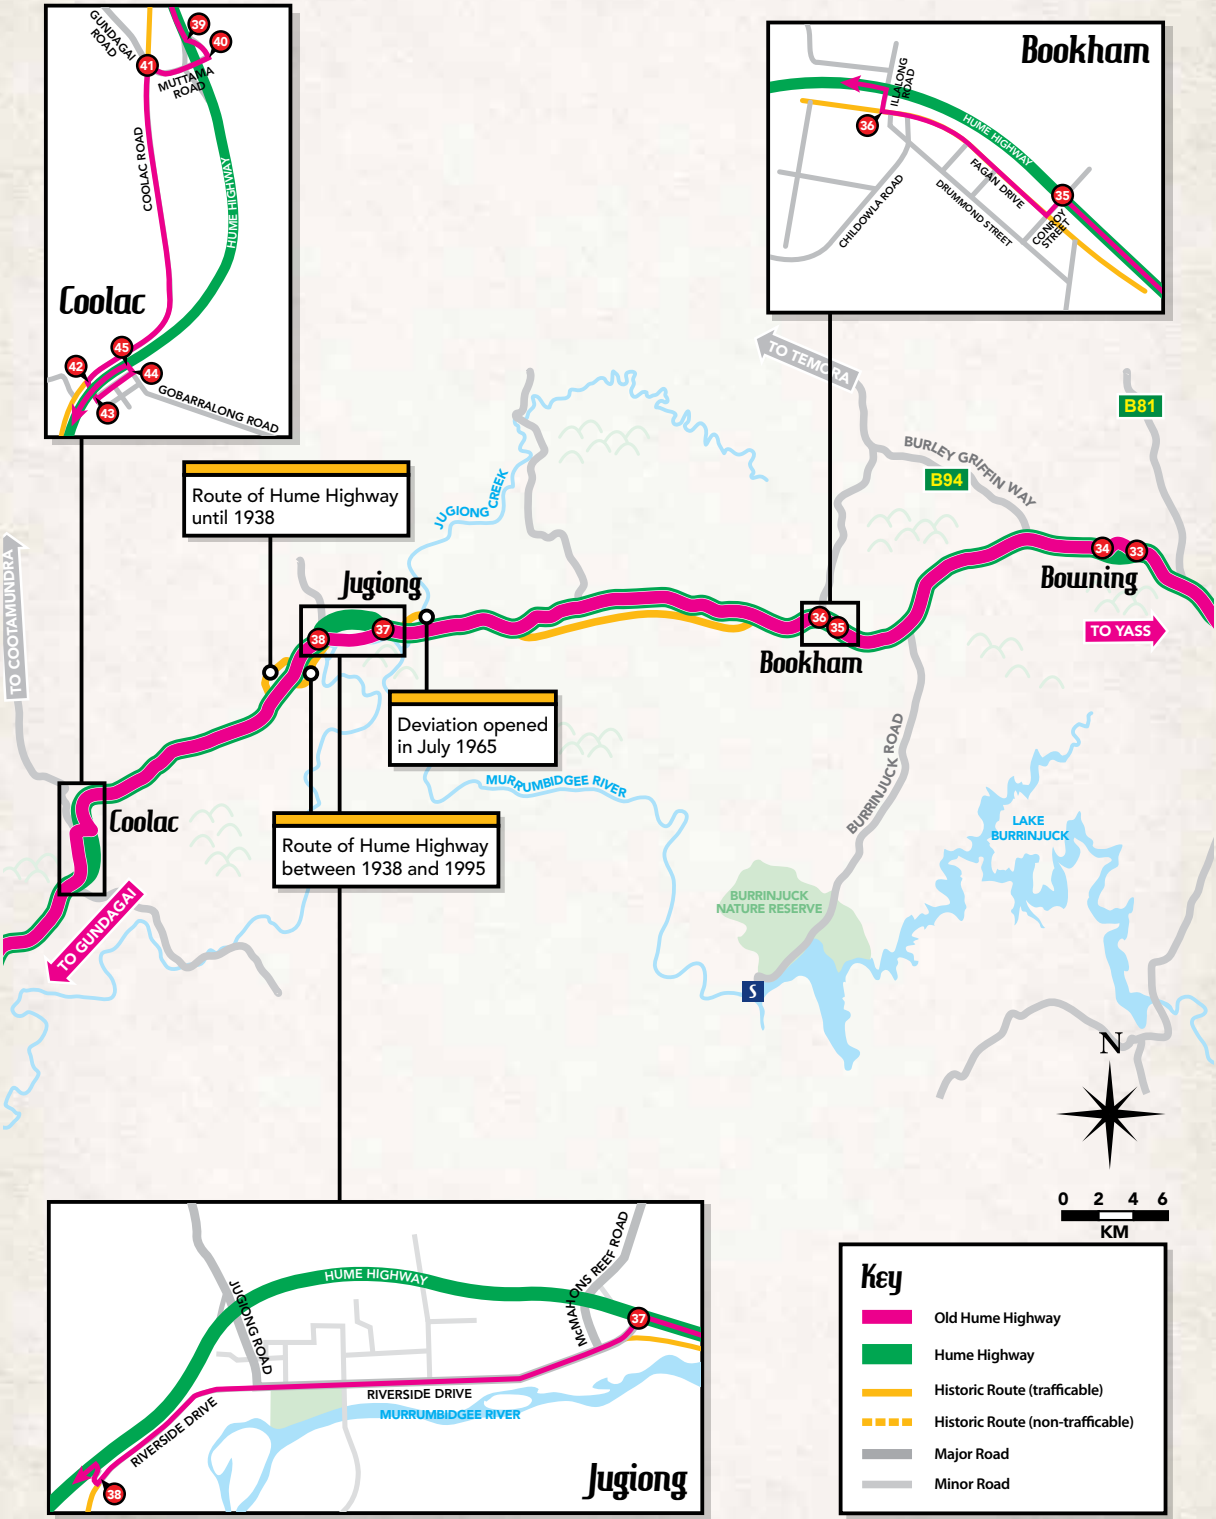 GUNDAGAI
ROAD
39
40
41
MUTTAMA
ROAD
COOLAC ROAD
HUME HIGHWAY
Coolac
45
42
44
43
GOBARRALONG ROAD
Bookham
ILLALONG
ROAD
36
HUME HIGHWAY
35
FAGAN DRIVE
DRUMMOND STREET
CONROY
STREET
CHILDOWLA ROAD
TO TEMORA
B81
BURLEY GRIFFIN WAY
B94
Route of Hume Highway
until 1938
JUGIONG CREEK
TO COOTAMUNDRA
Jugiong
38
37
34
33
Bowning
36
35
TO YASS
Bookham
Deviation opened
in July 1965
MURRUMBIDGEE RIVER
BURRINJUCK ROAD
Coolac
Route of Hume Highway
between 1938 and 1995
LAKE
BURRINJUCK
BURRINJUCK
NATURE RESERVE
TO GUNDAGAI
S
N
0 2 4 6
KM
HUME HIGHWAY
JUGIONG ROAD
McMAHONS REEF ROAD
37
RIVERSIDE DRIVE
RIVERSIDE DRIVE
MURRUMBIDGEE RIVER
38
Jugiong
Key
Old Hume Highway
Hume Highway
Historic Route (trafficable)
Historic Route (non-trafficable)
Major Road
Minor Road